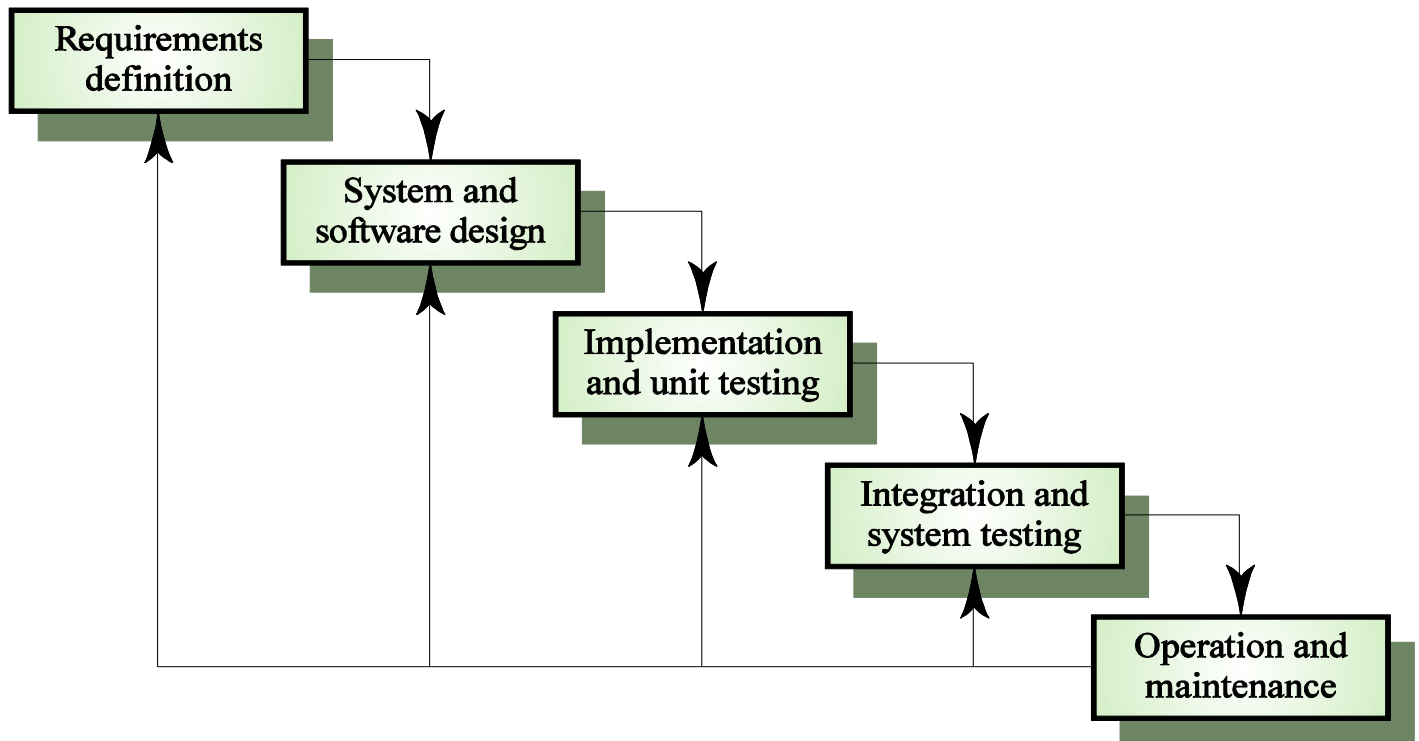 Requirements
definition
System and
software design
Implementation
and unit testing
Integration and
system testing
Operation and
maintenance